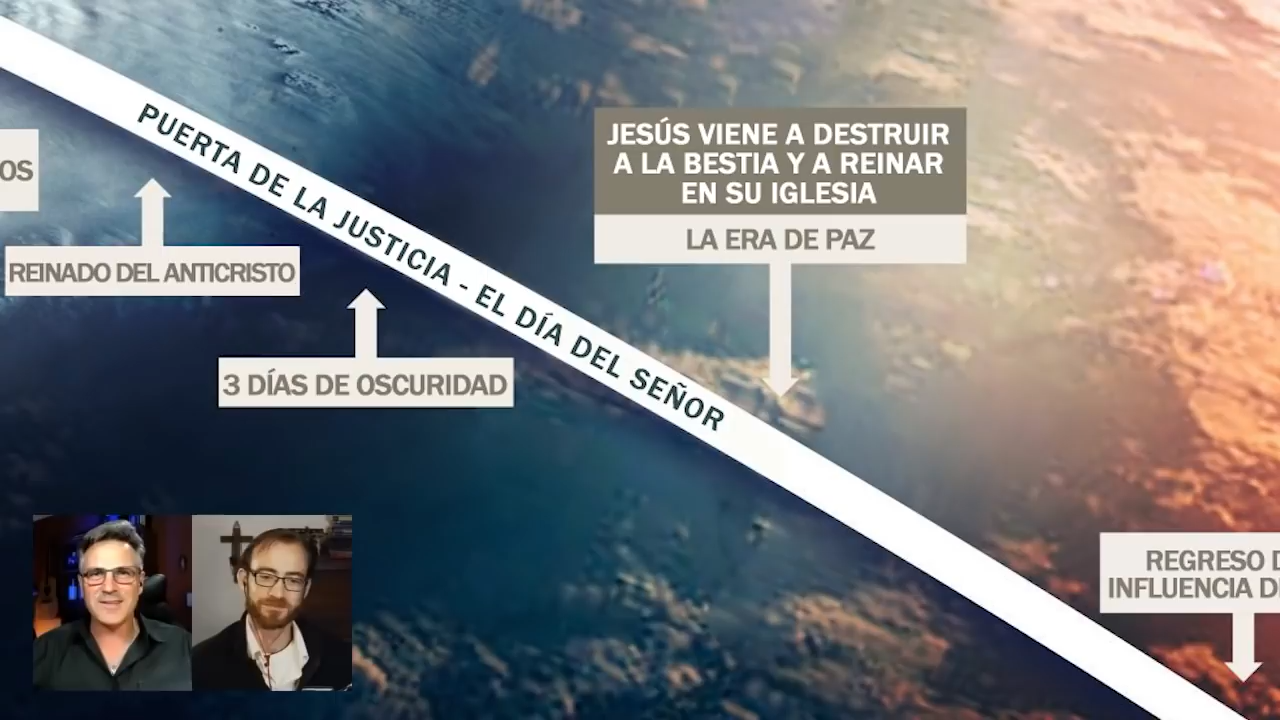 OS
REINADO DEL ANTICRISTO
PUERTA DE LA JUSTICIA - EL DÍA DEL SEÑOR
3 DÍAS DE OSCURIDAD
JESÚS VIENE A DESTRUIR
A LA BESTIA Y A REINAR
EN SU IGLESIA
LA ERA DE PAZ
REGRESO D
INFLUENCIA D